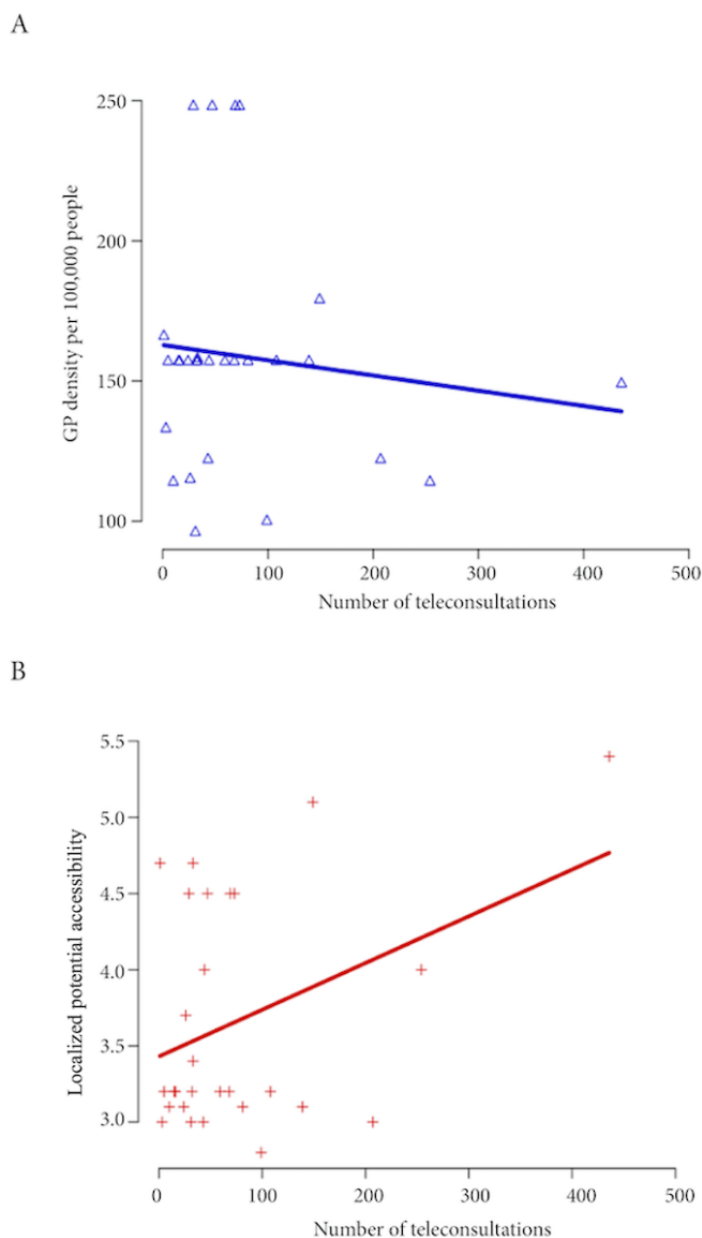 A
250
200
150
100
GP density per 100,000 people
0 100 200 300 400 500
Number of teleconsultations
B
5.5
5.0
4.5
4.0
3.5
3.0
Localized potential accessibility
0 100 200 300 400 500
Number of teleconsultations